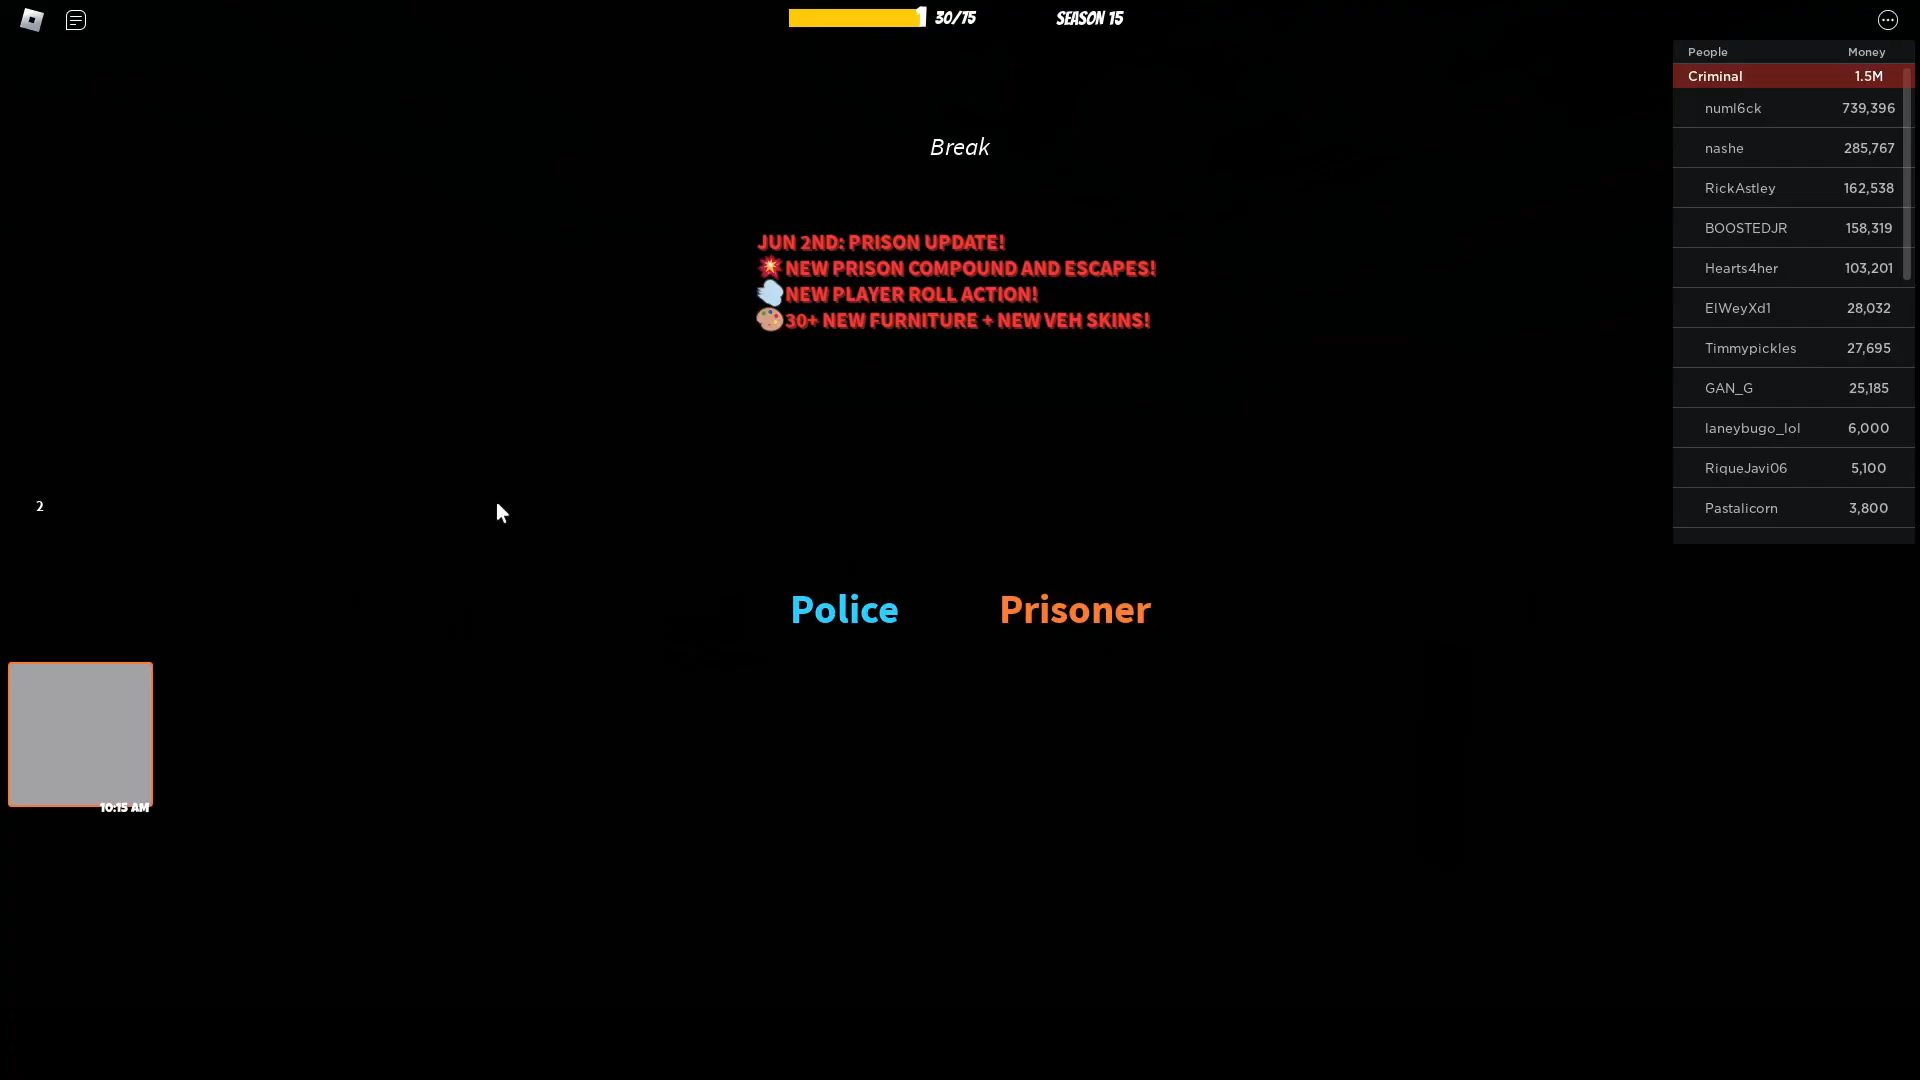 1 30/75 SEASON 15
People Money
Criminal 1.5M
numl6ck 739,396
nashe 285,767
RickAstley 162,538
BOOSTEDJR 158,319
Hearts4her 103,201
ElWeyXd1 28,032
Timmypickles 27,695
GAN_G 25,185
laneybugo_lol 6,000
RiqueJavi06 5,100
Pastalicorn 3,800
Break
JUN 2ND: PRISON UPDATE!
NEW PRISON COMPOUND AND ESCAPES!
NEW PLAYER ROLL ACTION!
30+ NEW FURNITURE + NEW VEH SKINS!
2
Police Prisoner
10:15 AM